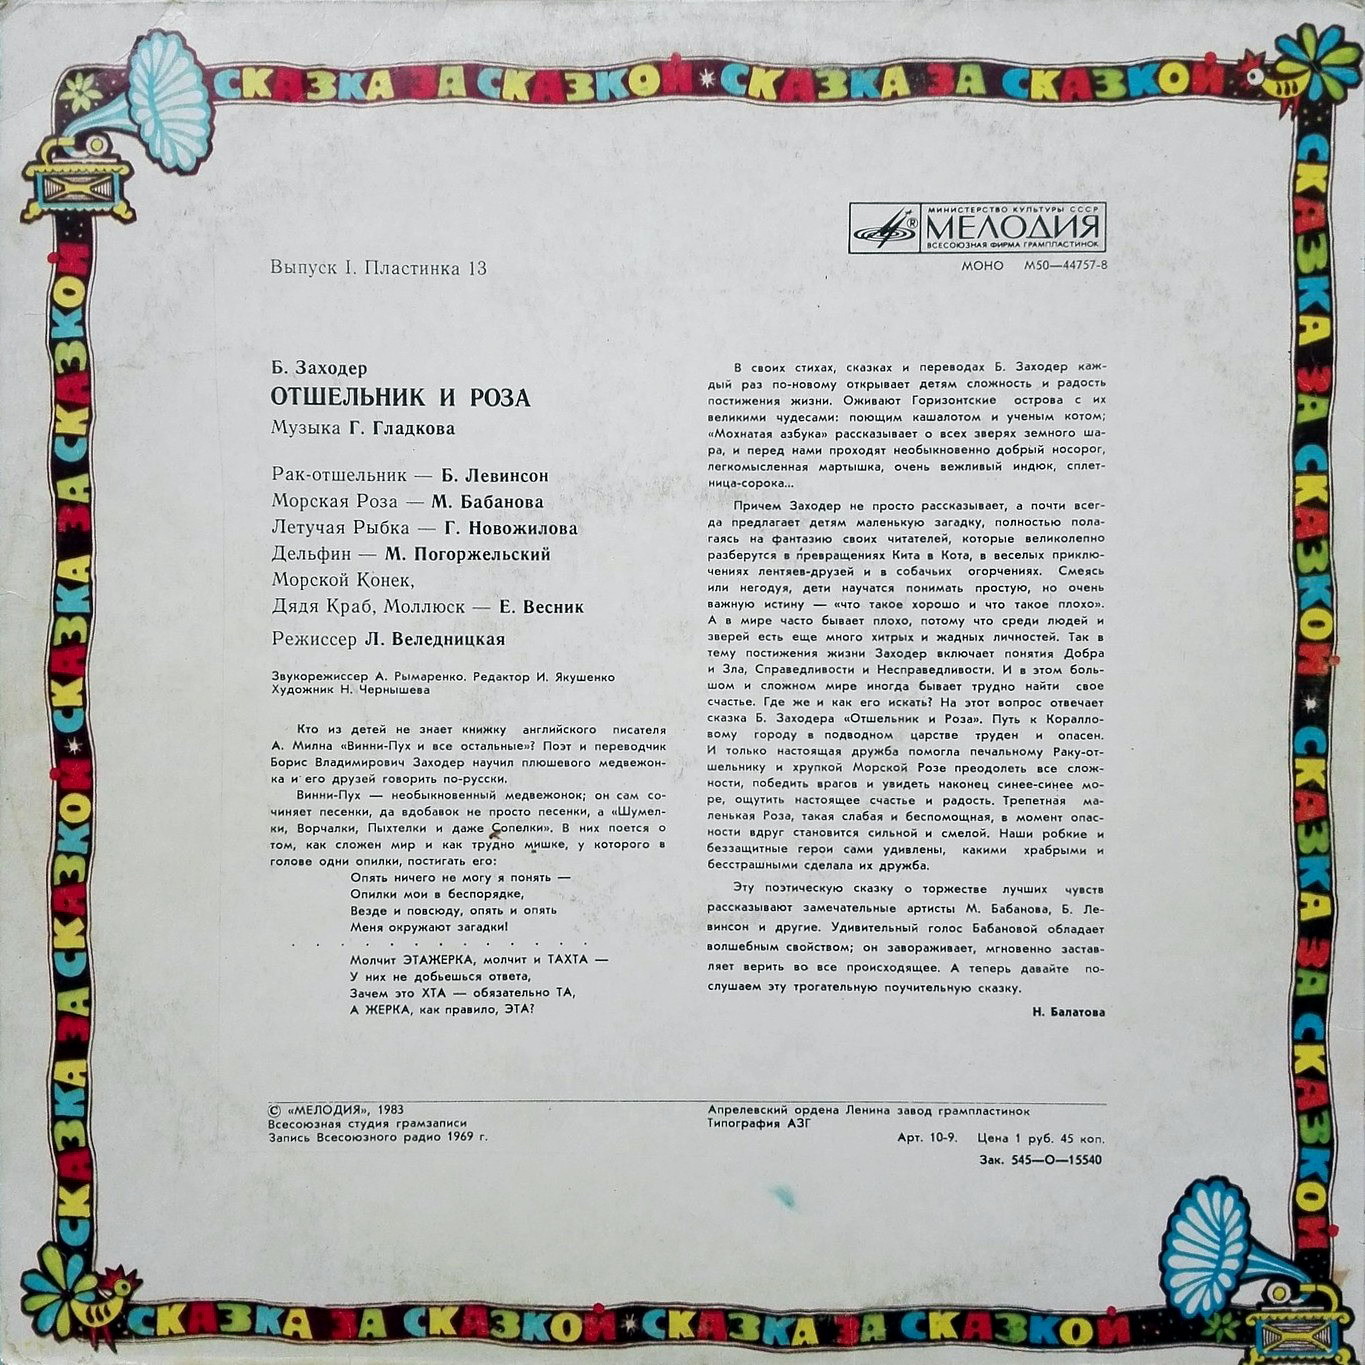 СКАЗКА ЗА СКАЗКОЙ * СКАЗКА ЗА СКАЗКОЙ
СКАЗКА ЗА СКАЗКОЙ * СКАЗКА ЗА СКАЗКОЙ
СКАЗКА ЗА СКАЗКОЙ * СКАЗКА ЗА СКАЗКОЙ
МИНИСТЕРСТВО КУЛЬТУРЫ СССР
® МЕЛОДИЯ
ВСЕСОЮЗНАЯ ФИРМА ГРАМПЛАСТИНОК
МОНО М50—44757-8
Выпуск I. Пластинка 13
Б. Заходер
ОТШЕЛЬНИК И РОЗА
Музыка Г. Гладкова
Рак-отшельник — Б. Левинсон
Морская Роза — М. Бабанова
Летучая Рыбка — Г. Новожилова
Дельфин — М. Погоржельский
Морской Конек,
Дядя Краб, Моллюск — Е. Весник
Режиссер Л. Веледницкая
Звукорежиссер А. Рымаренко. Редактор И. Якушенко
Художник Н. Чернышева
Кто из детей не знает книжку английского писателя
А. Милна «Винни-Пух и все остальные»? Поэт и переводчик
Борис Владимирович Заходер научил плюшевого медвежон-
ка и его друзей говорить по-русски.
Винни-Пух — необыкновенный медвежонок; он сам со-
чиняет песенки, да вдобавок не просто песенки, а «Шумел-
ки, Ворчалки, Пыхтелки и даже Сопелки». В них поется о
том, как сложен мир и как трудно мишке, у которого в
голове одни опилки, постигать его:
Опять ничего не могу я понять —
Опилки мои в беспорядке,
Везде и повсюду, опять и опять
Меня окружают загадки!
. . . . . . . . . . . . .
Молчит ЭТАЖЕРКА, молчит и ТАХТА —
У них не добьешься ответа,
Зачем это ХТА — обязательно ТА,
А ЖЕРКА, как правило, ЭТА?
В своих стихах, сказках и переводах Б. Заходер каж-
дый раз по-новому открывает детям сложность и радость
постижения жизни. Оживают Горизонтские острова с их
великими чудесами: поющим кашалотом и ученым котом;
«Мохнатая азбука» рассказывает о всех зверях земного ша-
ра, и перед нами проходят необыкновенно добрый носорог,
легкомысленная мартышка, очень вежливый индюк, сплет-
ница-сорока...
Причем Заходер не просто рассказывает, а почти всег-
да предлагает детям маленькую загадку, полностью пола-
гаясь на фантазию своих читателей, которые великолепно
разберутся в превращениях Кита в Кота, в веселых приклю-
чениях лентяев-друзей и в собачьих огорчениях. Смеясь
или негодуя, дети научатся понимать простую, но очень
важную истину — «что такое хорошо и что такое плохо».
А в мире часто бывает плохо, потому что среди людей и
зверей есть еще много хитрых и жадных личностей. Так в
тему постижения жизни Заходер включает понятия Добра
и Зла, Справедливости и Несправедливости. И в этом боль-
шом и сложном мире иногда бывает трудно найти свое
счастье. Где же и как его искать? На этот вопрос отвечает
сказка Б. Заходера «Отшельник и Роза». Путь к Коралло-
вому городу в подводном царстве труден и опасен.
И только настоящая дружба помогла печальному Раку-от-
шельнику и хрупкой Морской Розе преодолеть все слож-
ности, победить врагов и увидеть наконец синее-синее мо-
ре, ощутить настоящее счастье и радость. Трепетная ма-
ленькая Роза, такая слабая и беспомощная, в момент опас-
ности вдруг становится сильной и смелой. Наши робкие и
беззащитные герои сами удивлены, какими храбрыми и
бесстрашными сделала их дружба.
Эту поэтическую сказку о торжестве лучших чувств
рассказывают замечательные артисты М. Бабанова, Б. Ле-
винсон и другие. Удивительный голос Бабановой обладает
волшебным свойством; он завораживает, мгновенно застав-
ляет верить во все происходящее. А теперь давайте по-
слушаем эту трогательную поучительную сказку.
Н. Балатова
© «МЕЛОДИЯ», 1983
Всесоюзная студия грамзаписи
Запись Всесоюзного радио 1969 г.
Апрелевский ордена Ленина завод грампластинок
Типография АЗГ
Арт. 10-9. Цена 1 руб. 45 коп.
Зак. 545—О—15540
СКАЗКА ЗА СКАЗКОЙ * СКАЗКА ЗА СКАЗКОЙ